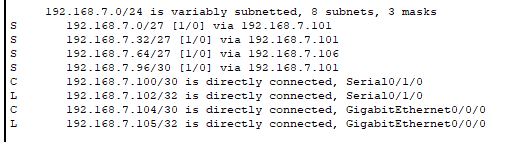 192.168.7.0/24 is variably subnetted, 8 subnets, 3 masks
S 192.168.7.0/27 [1/0] via 192.168.7.101
S 192.168.7.32/27 [1/0] via 192.168.7.101
S 192.168.7.64/27 [1/0] via 192.168.7.106
S 192.168.7.96/30 [1/0] via 192.168.7.101
C 192.168.7.100/30 is directly connected, Serial0/1/0
L 192.168.7.102/32 is directly connected, Serial0/1/0
C 192.168.7.104/30 is directly connected, GigabitEthernet0/0/0
L 192.168.7.105/32 is directly connected, GigabitEthernet0/0/0